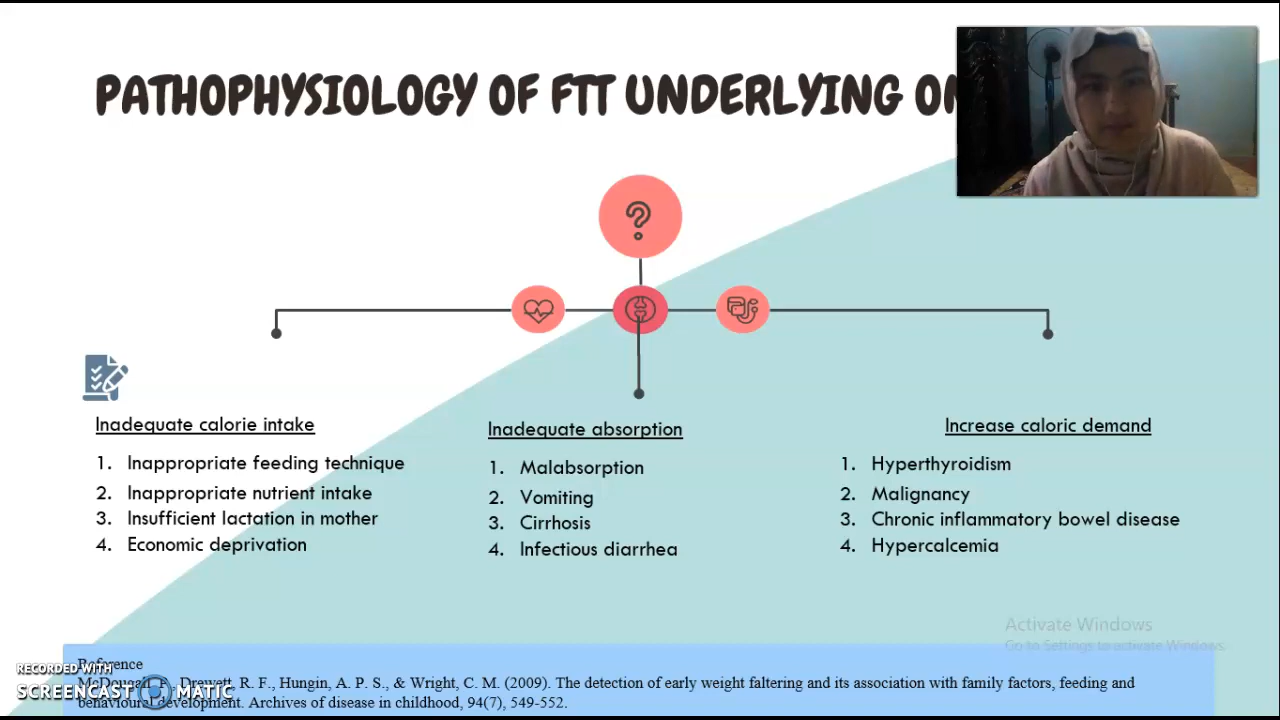 PATHOPHYSIOLOGY OF FTT UNDERLYING
?
Inadequate calorie intake
1. Inappropriate feeding technique
2. Inappropriate nutrient intake
3. Insufficient lactation in mother
4. Economic deprivation
Inadequate absorption
1. Malabsorption
2. Vomiting
3. Cirrhosis
4. Infectious diarrhea
Increase caloric demand
1. Hyperthyroidism
2. Malignancy
3. Chronic inflammatory bowel disease
4. Hypercalcemia
Activate Windows
Go to Settings to activate Windows.
Reference
Drewett, R. F., Hungin, A. P. S., & Wright, C. M. (2009). The detection of early weight faltering and its association with family factors, feeding and
behavioural development. Archives of disease in childhood, 94(7), 549-552.
RECORDED WITH
SCREENCAST MATIC